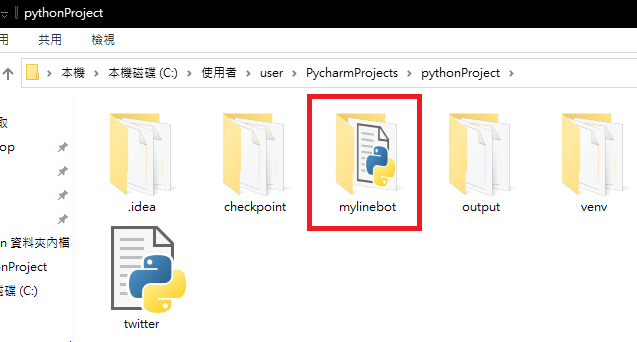 pythonProject
用 共用 檢視
本機 本機磁碟 (C:) 使用者 user PycharmProjects pythonProject
取
op
.idea checkpoint mylinebot output venv
n 資料夾內檔
onProject
磁碟 (C:)
twitter